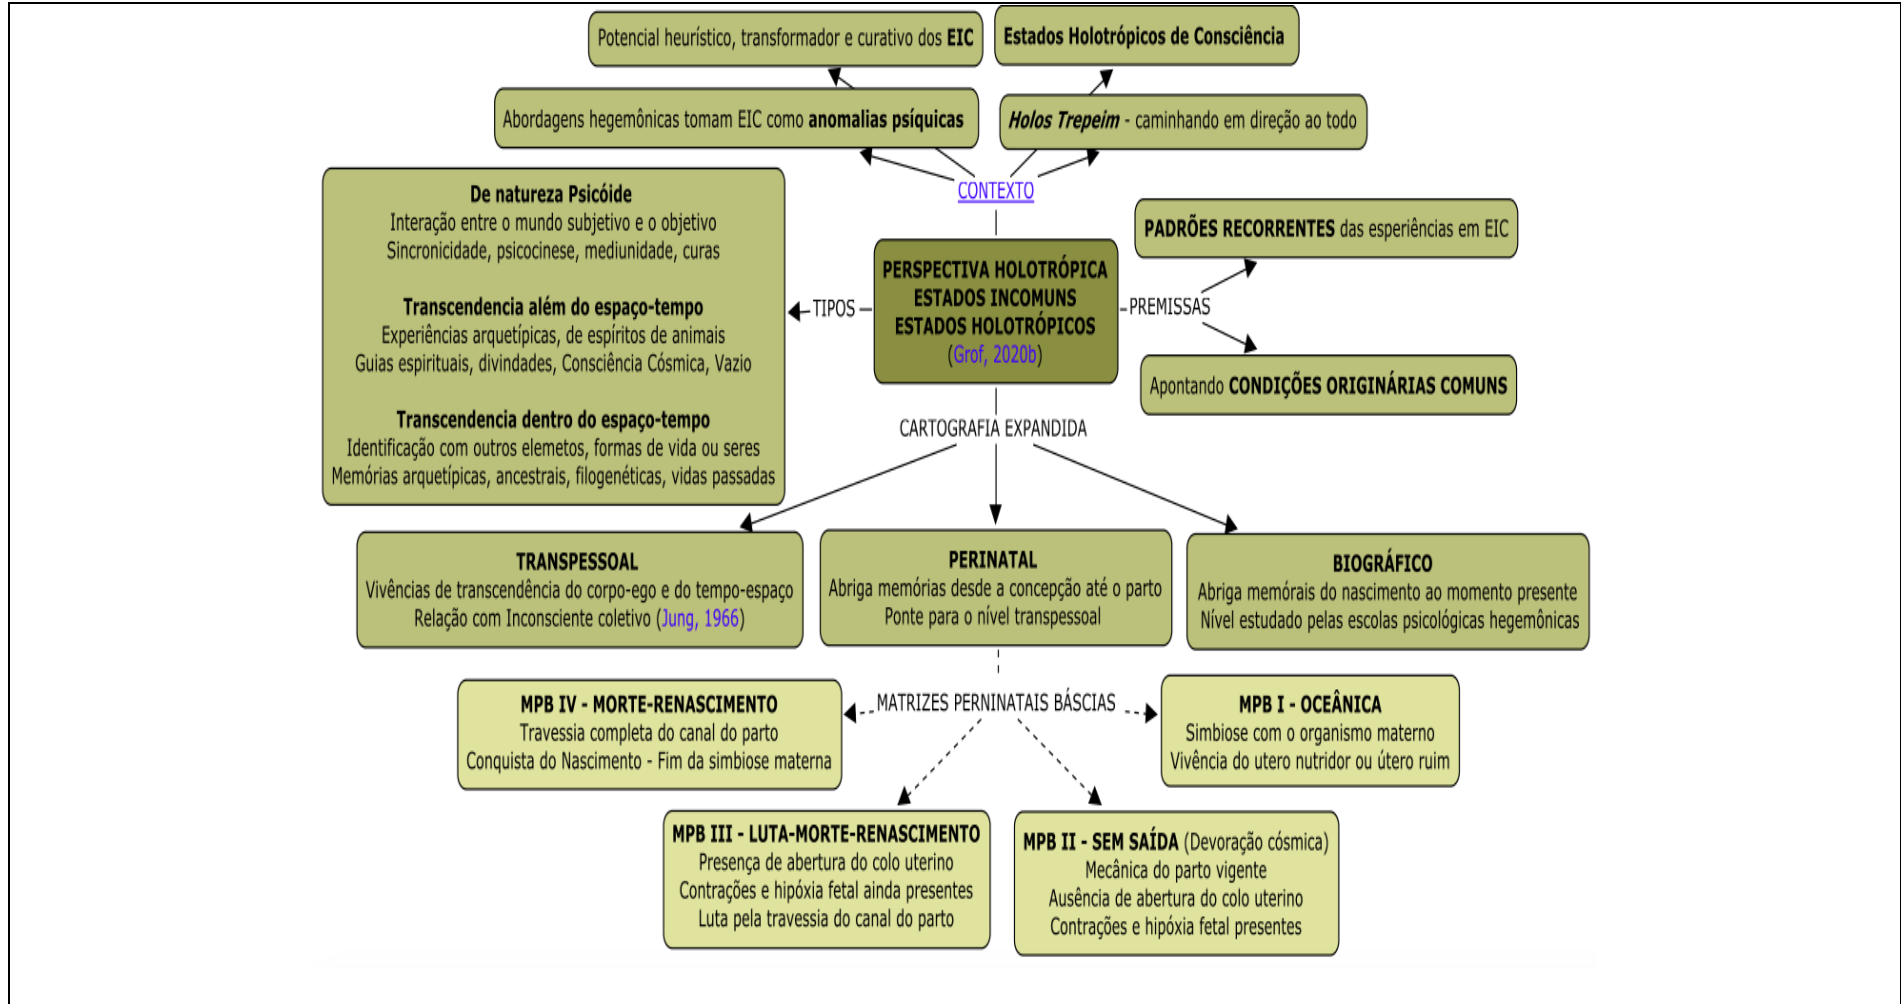 Potencial heurístico, transformador e curativo dos EIC
Estados Holotrópicos de Consciência
Abordagens hegemônicas tomam EIC como anomalias psíquicas
Holos Trepeim - caminhando em direção ao todo
CONTEXTO
De natureza Psicóide
Interação entre o mundo subjetivo e o objetivo
Sincronicidade, psicocinese, mediunidade, curas
Transcendencia além do espaço-tempo
Experiências arquetípicas, de espíritos de animais
Guias espirituais, divindades, Consciência Cósmica, Vazio
Transcendencia dentro do espaço-tempo
Identificação com outros elemetos, formas de vida ou seres
Memórias arquetípicas, ancestrais, filogenéticas, vidas passadas
TIPOS
PERSPECTIVA HOLOTRÓPICA
ESTADOS INCOMUNS
ESTADOS HOLOTRÓPICOS
(Grof, 2020b)
PREMISSAS
PADRÕES RECORRENTES das esperiências em EIC
Apontando CONDIÇÕES ORIGINÁRIAS COMUNS
CARTOGRAFIA EXPANDIDA
TRANSPESSOAL
Vivências de transcendência do corpo-ego e do tempo-espaço
Relação com Inconsciente coletivo (Jung, 1966)
PERINATAL
Abriga memórias desde a concepção até o parto
Ponte para o nível transpessoal
BIOGRÁFICO
Abriga memórais do nascimento ao momento presente
Nível estudado pelas escolas psicológicas hegemônicas
MATRIZES PERNINATAIS BÁSCIAS
MPB IV - MORTE-RENASCIMENTO
Travessia completa do canal do parto
Conquista do Nascimento - Fim da simbiose materna
MPB I - OCEÂNICA
Simbiose com o organismo materno
Vivência do utero nutridor ou útero ruim
MPB III - LUTA-MORTE-RENASCIMENTO
Presença de abertura do colo uterino
Contrações e hipóxia fetal ainda presentes
Luta pela travessia do canal do parto
MPB II - SEM SAÍDA (Devoração cósmica)
Mecânica do parto vigente
Ausência de abertura do colo uterino
Contrações e hipóxia fetal presentes